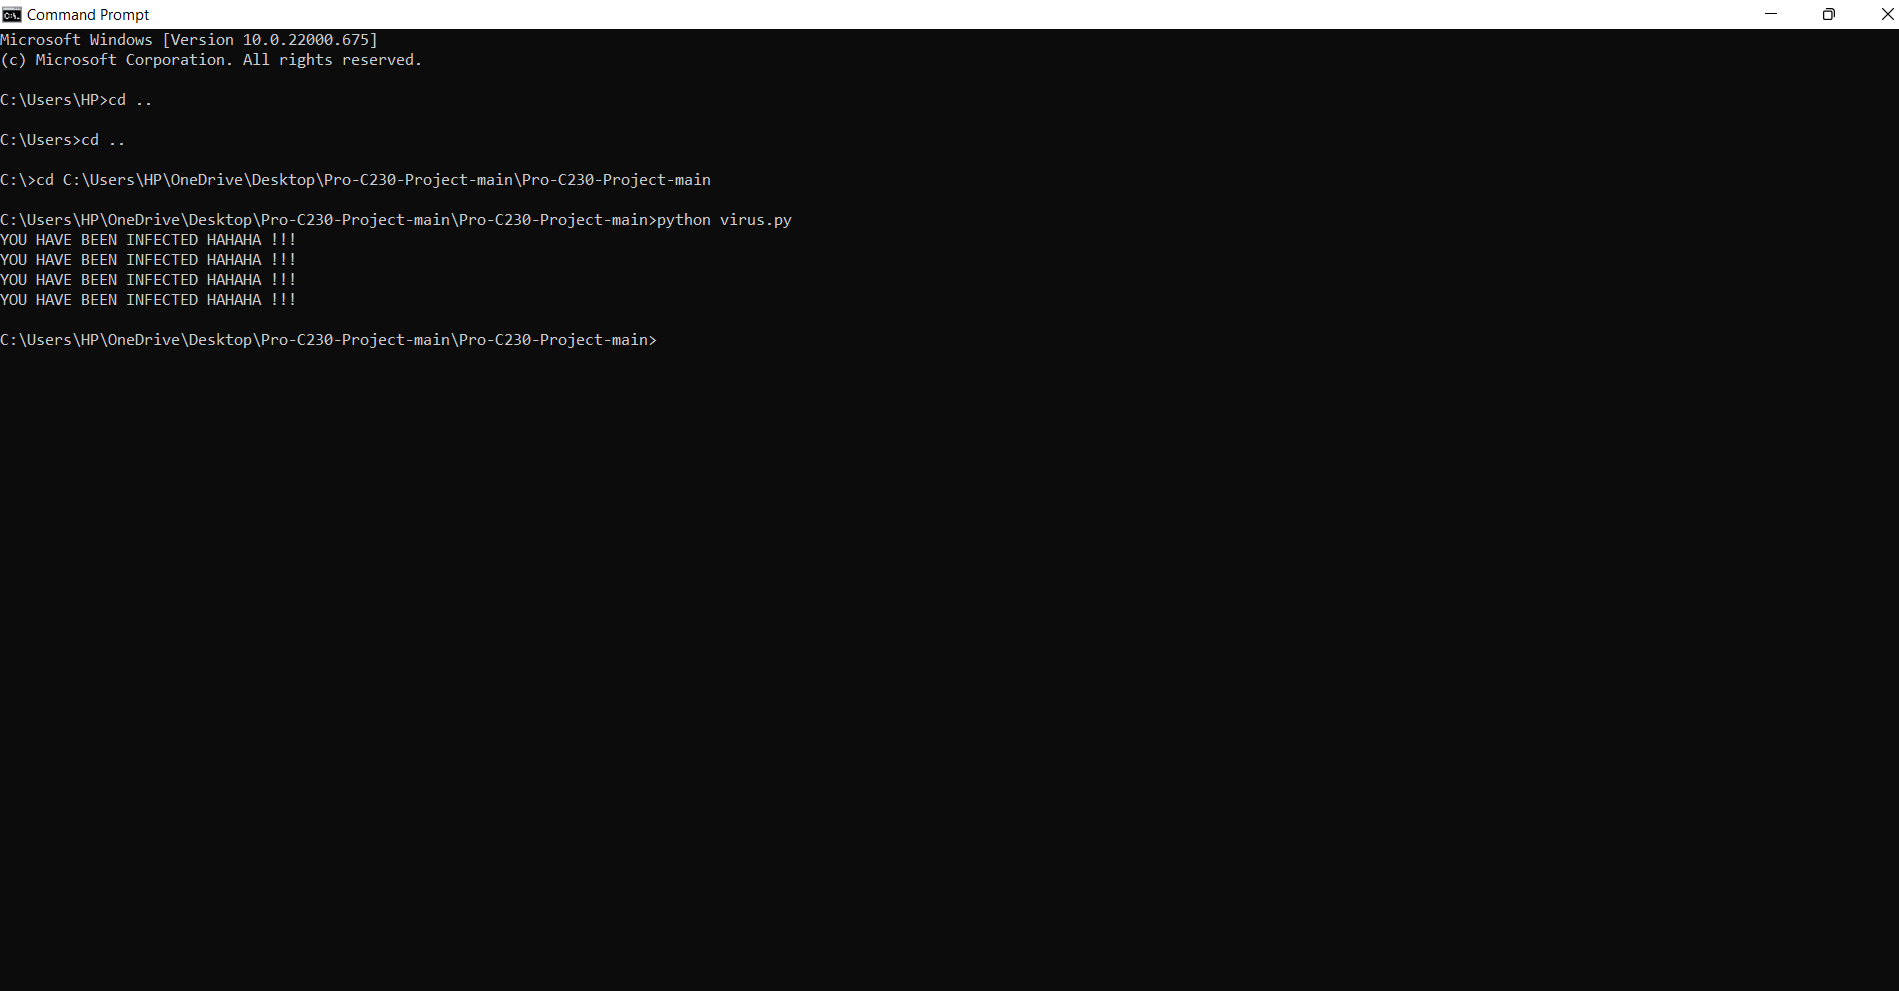 Command Prompt
Microsoft Windows [Version 10.0.22000.675]
(c) Microsoft Corporation. All rights reserved.
C:\Users\HP>cd ..
C:\Users>cd ..
C:\>cd C:\Users\HP\OneDrive\Desktop\Pro-C230-Project-main\Pro-C230-Project-main
C:\Users\HP\OneDrive\Desktop\Pro-C230-Project-main\Pro-C230-Project-main>python virus.py
YOU HAVE BEEN INFECTED HAHAHA !!!
YOU HAVE BEEN INFECTED HAHAHA !!!
YOU HAVE BEEN INFECTED HAHAHA !!!
YOU HAVE BEEN INFECTED HAHAHA !!!
C:\Users\HP\OneDrive\Desktop\Pro-C230-Project-main\Pro-C230-Project-main>